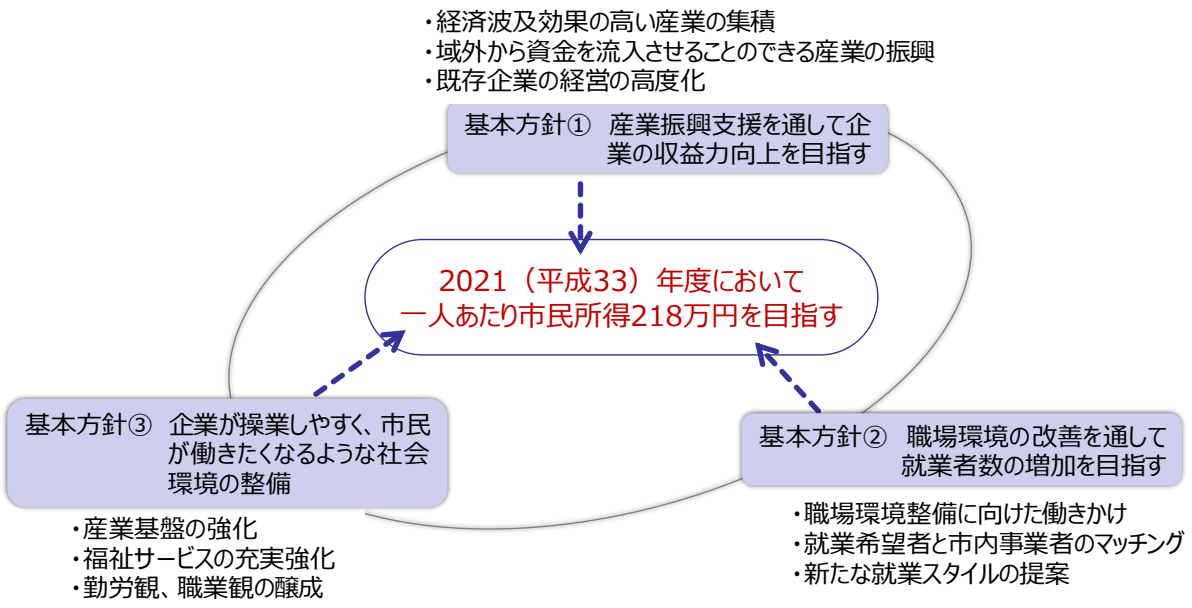 ・経済波及効果の高い産業の集積
・域外から資金を流入させることのできる産業の振興
・既存企業の経営の高度化
基本方針① 産業振興支援を通して企
業の収益力向上を目指す
2021（平成33）年度において
一人あたり市民所得218万円を目指す
基本方針③ 企業が操業しやすく、市民
が働きたくなるような社会
環境の整備
・産業基盤の強化
・福祉サービスの充実強化
・勤労観、職業観の醸成
基本方針② 職場環境の改善を通して
就業者数の増加を目指す
・職場環境整備に向けた働きかけ
・就業希望者と市内事業者のマッチング
・新たな就業スタイルの提案